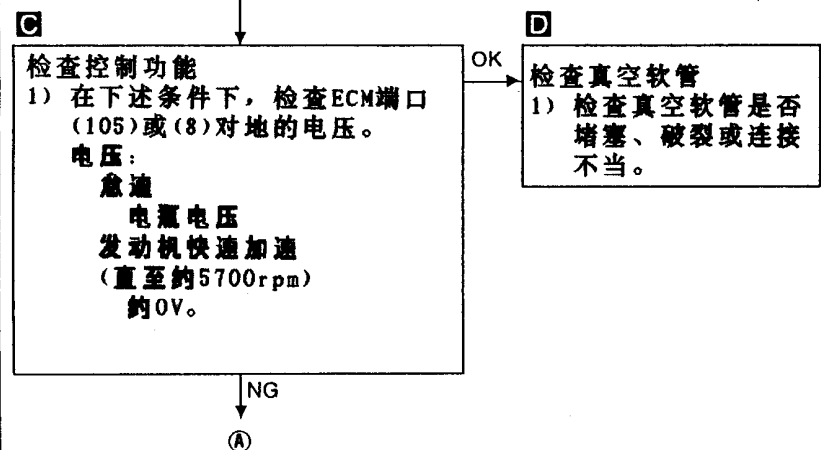 C
检查控制功能
1) 在下述条件下，检查ECM端口
(105)或(8)对地的电压。
电压：
怠速
电瓶电压
发动机快速加速
(直至约5700rpm)
约0V。
OK
D
检查真空软管
1) 检查真空软管是否
堵塞、破裂或连接
不当。
NG
Ⓐ